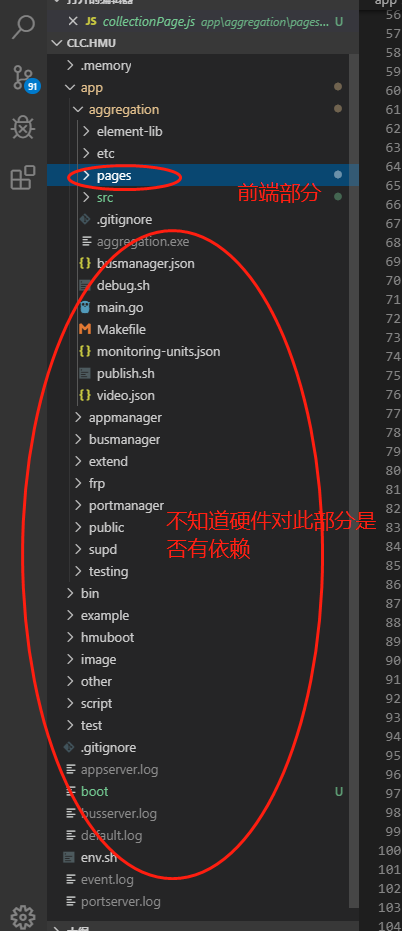 JS collectionPage.js app\aggregation\pages... U
app
CLC.HMU
.memory
app
aggregation
element-lib
etc
pages
src
前端部分
.gitignore
aggregation.exe
{} busmanager.json
debug.sh
main.go
M Makefile
{} monitoring-units.json
publish.sh
{} video.json
appmanager
busmanager
extend
frp
portmanager
public
supd
testing
不知道硬件对此部分是
否有依赖
bin
example
hmuboot
image
other
script
test
.gitignore
appserver.log
boot U
busserver.log
default.log
env.sh
event.log
portserver.log
91
56
57
58
59
60
61
62
63
64
65
66
67
68
69
70
71
72
73
74
75
76
77
78
79
80
81
82
83
84
85
86
87
88
89
90
91
92
93
94
95
96
97
98
99
100
101
102
103
104